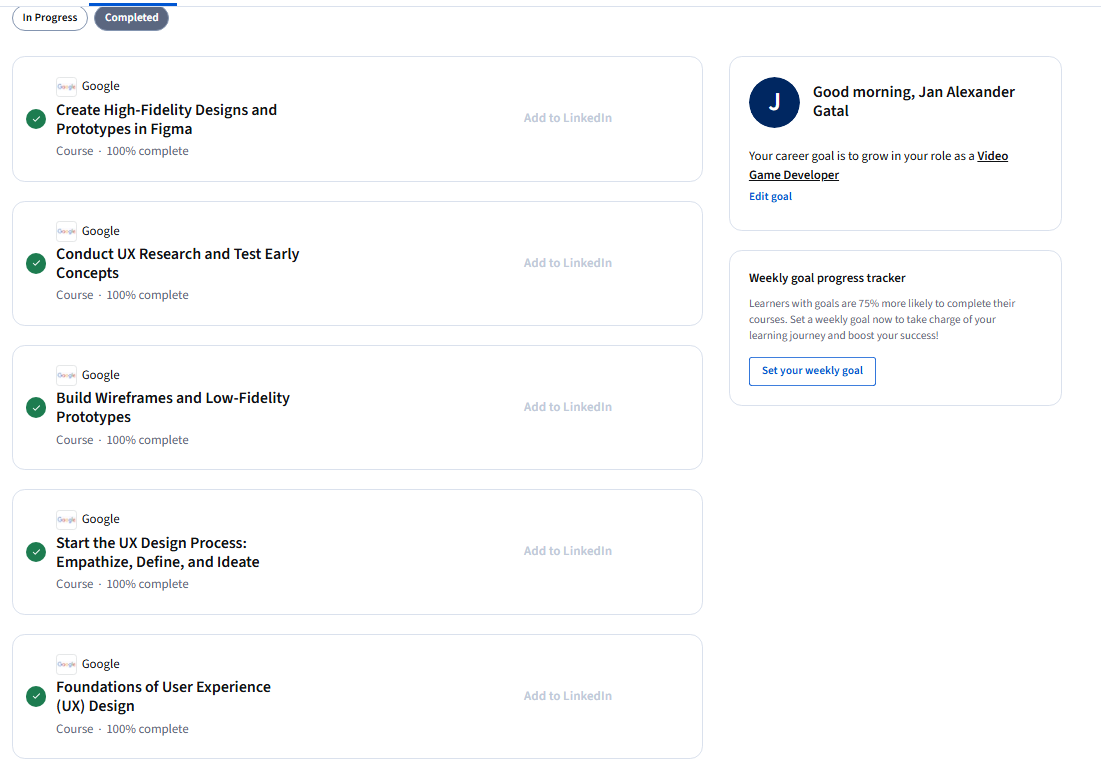 In Progress
Completed
Google
Google
Create High-Fidelity Designs and
Prototypes in Figma
Course · 100% complete
Add to LinkedIn
Google
Google
Conduct UX Research and Test Early
Concepts
Course · 100% complete
Add to LinkedIn
Google
Google
Build Wireframes and Low-Fidelity
Prototypes
Course · 100% complete
Add to LinkedIn
Google
Google
Start the UX Design Process:
Empathize, Define, and Ideate
Course · 100% complete
Add to LinkedIn
Google
Google
Foundations of User Experience
(UX) Design
Course · 100% complete
Add to LinkedIn
J
Good morning, Jan Alexander
Gatal
Your career goal is to grow in your role as a Video
Game Developer
Edit goal
Weekly goal progress tracker
Learners with goals are 75% more likely to complete their
courses. Set a weekly goal now to take charge of your
learning journey and boost your success!
Set your weekly goal